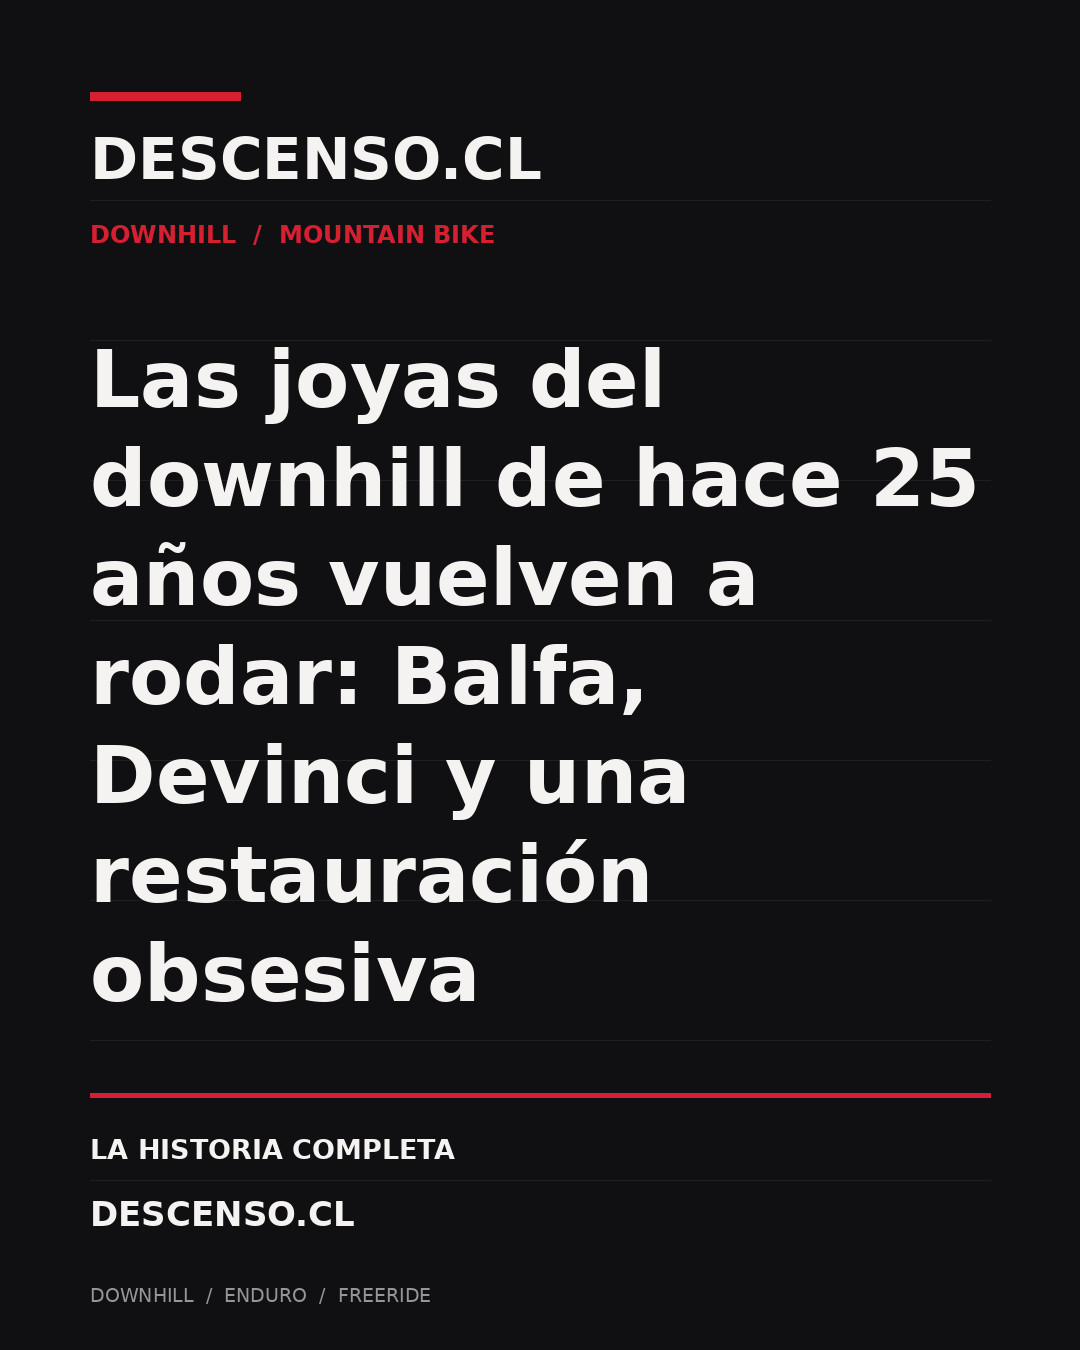 DESCENSO.CL
DOWNHILL / MOUNTAIN BIKE
Las joyas del
downhill de hace 25
años vuelven a
rodar: Balfa,
Devinci y una
restauración
obsesiva
LA HISTORIA COMPLETA
DESCENSO.CL
DOWNHILL / ENDURO / FREERIDE